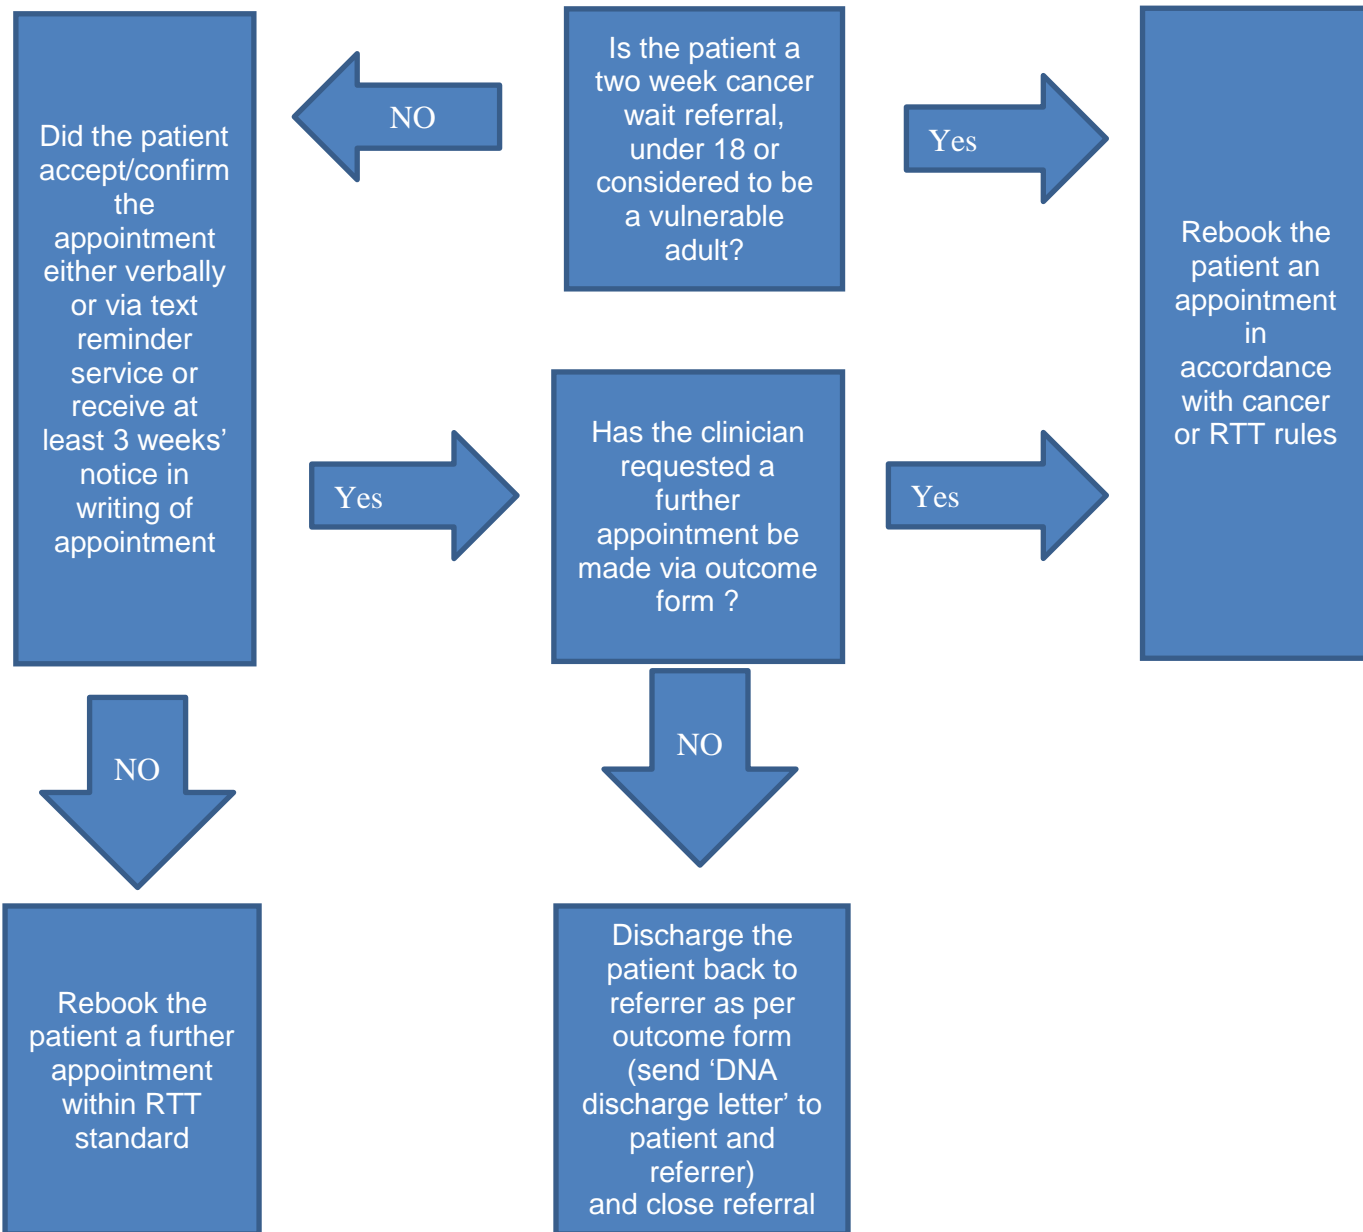 Is the patient a
two week cancer
wait referral,
under 18 or
considered to be
a vulnerable
adult?
NO
Yes
Did the patient
accept/confirm
the
appointment
either verbally
or via text
reminder
service or
receive at
least 3 weeks’
notice in
writing of
appointment
Rebook the
patient an
appointment
in
accordance
with cancer
or RTT rules
Yes
Has the clinician
requested a
further
appointment be
made via outcome
form ?
Yes
NO
NO
Rebook the
patient a further
appointment
within RTT
standard
Discharge the
patient back to
referrer as per
outcome form
(send ‘DNA
discharge letter’ to
patient and
referrer)
and close referral